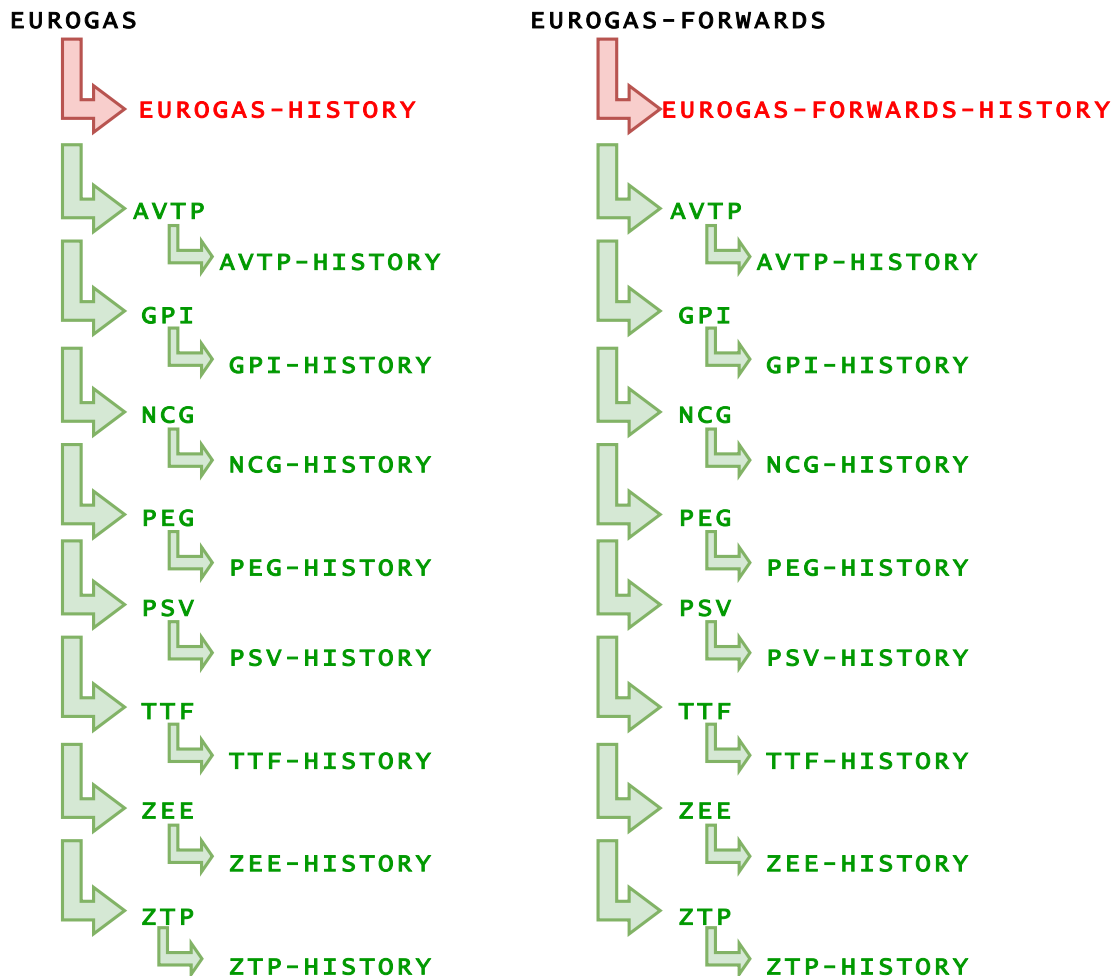 EUROGAS
EUROGAS-HISTORY
AVTP
AVTP-HISTORY
GPI
GPI-HISTORY
NCG
NCG-HISTORY
PEG
PEG-HISTORY
PSV
PSV-HISTORY
TTF
TTF-HISTORY
ZEE
ZEE-HISTORY
ZTP
ZTP-HISTORY
EUROGAS-FORWARDS
EUROGAS-FORWARDS-HISTORY
AVTP
AVTP-HISTORY
GPI
GPI-HISTORY
NCG
NCG-HISTORY
PEG
PEG-HISTORY
PSV
PSV-HISTORY
TTF
TTF-HISTORY
ZEE
ZEE-HISTORY
ZTP
ZTP-HISTORY